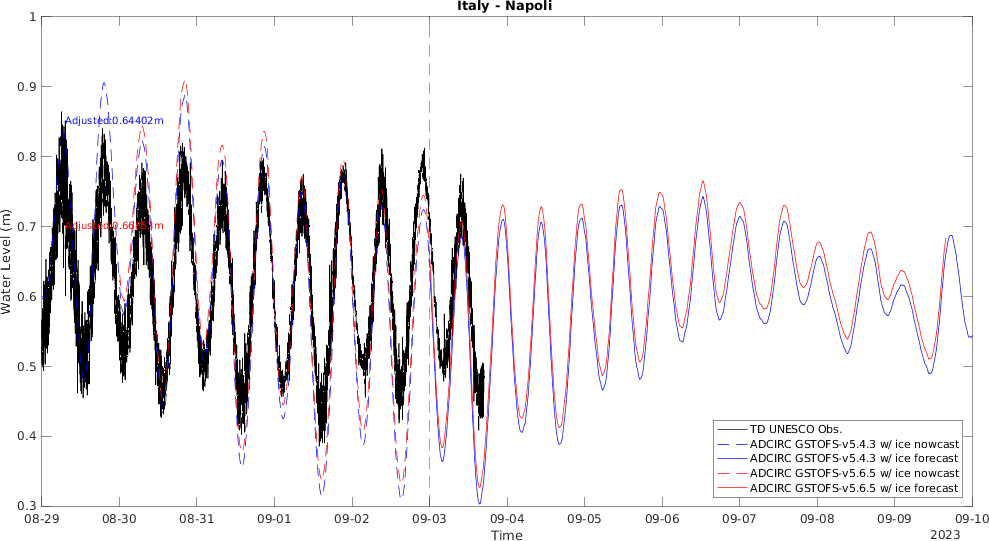 Italy - Napoli
1
0.9
0.8
0.7
0.6
0.5
0.4
0.3
Water Level (m)
Adjusted:0.64402m
TD UNESCO Obs.
ADCIRC GSTOFS-v5.4.3 w/ ice nowcast
ADCIRC GSTOFS-v5.4.3 w/ ice forecast
ADCIRC GSTOFS-v5.6.5 w/ ice nowcast
ADCIRC GSTOFS-v5.6.5 w/ ice forecast
08-29 08-30 08-31 09-01 09-02 09-03 09-04 09-05 09-06 09-07 09-08 09-09 09-10
Time
2023